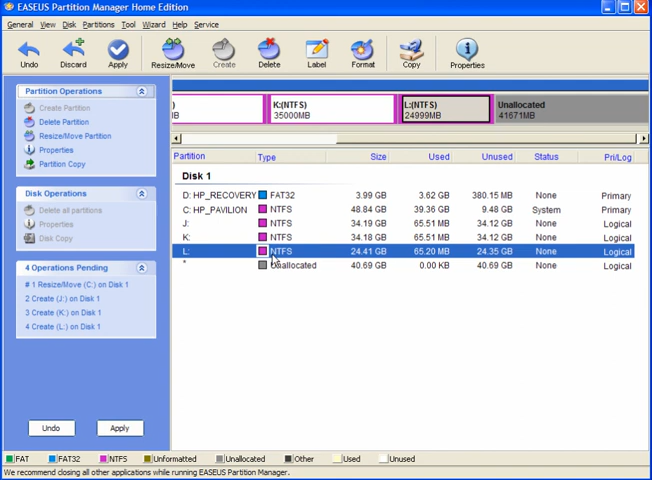 EASEUS Partition Manager Home Edition
General View Disk Partitions Tool Wizard Help Service
Undo Discard Apply Resize/Move Create Delete Label Format Copy Properties
Partition Operations
Create Partition
Delete Partition
Resize/Move Partition
Properties
Partition Copy
Disk Operations
Delete all partitions
Properties
Disk Copy
4 Operations Pending
# 1 Resize/Move (C:) on Disk 1
2 Create (J:) on Disk 1
3 Create (K:) on Disk 1
4 Create (L:) on Disk 1
Undo Apply
) K:(NTFS) L:(NTFS) Unallocated
IB 35000MB 24999MB 41671MB
Partition Type Size Used Unused Status Pri/Log
Disk 1
D: HP_RECOVERY FAT32 3.99 GB 3.62 GB 380.15 MB None Primary
C: HP_PAVILION NTFS 48.84 GB 39.36 GB 9.48 GB System Primary
J: NTFS 34.19 GB 65.51 MB 34.12 GB None Logical
K: NTFS 34.18 GB 65.51 MB 34.12 GB None Logical
L: NTFS 24.41 GB 65.20 MB 24.35 GB None Logical
* Unallocated 40.69 GB 0.00 KB 40.69 GB None Logical
FAT FAT32 NTFS Unformatted Unallocated Other Used Unused
We recommend closing all other applications while running EASEUS Partition Manager.